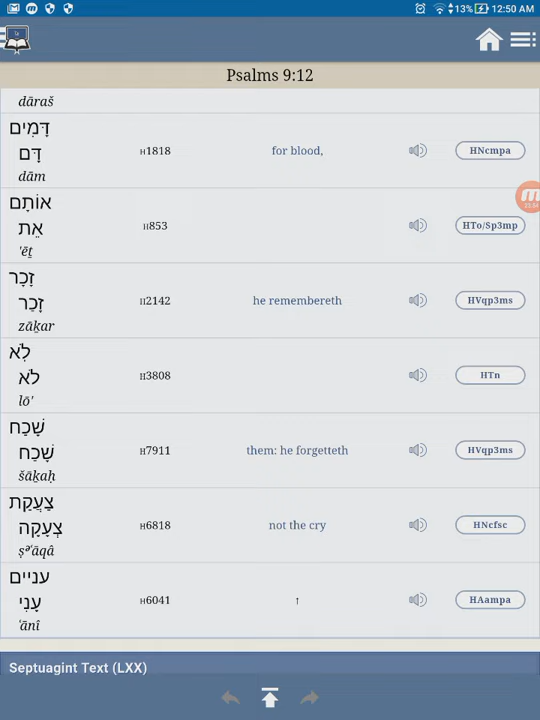 13% 12:50 AM
Psalms 9:12
dāraš
דָּמִים
דָּם
dām
H1818
for blood,
HNcmpa
אוֹתָם
אֵת
'ēṯ
H853
HTo/Sp3mp
זָכָר
זָכַר
zāḵar
H2142
he remembereth
HVqp3ms
לֹא
לֹא
lō'
H3808
HTn
שָׁכַח
שָׁכַח
šāḵaḥ
H7911
them: he forgetteth
HVqp3ms
צַעֲקַת
צְעָקָה
ṣᵊʿāqâ
H6818
not the cry
HNcfsc
עניים
עָנִי
ʿānî
H6041
↑
HAampa
Septuagint Text (LXX)